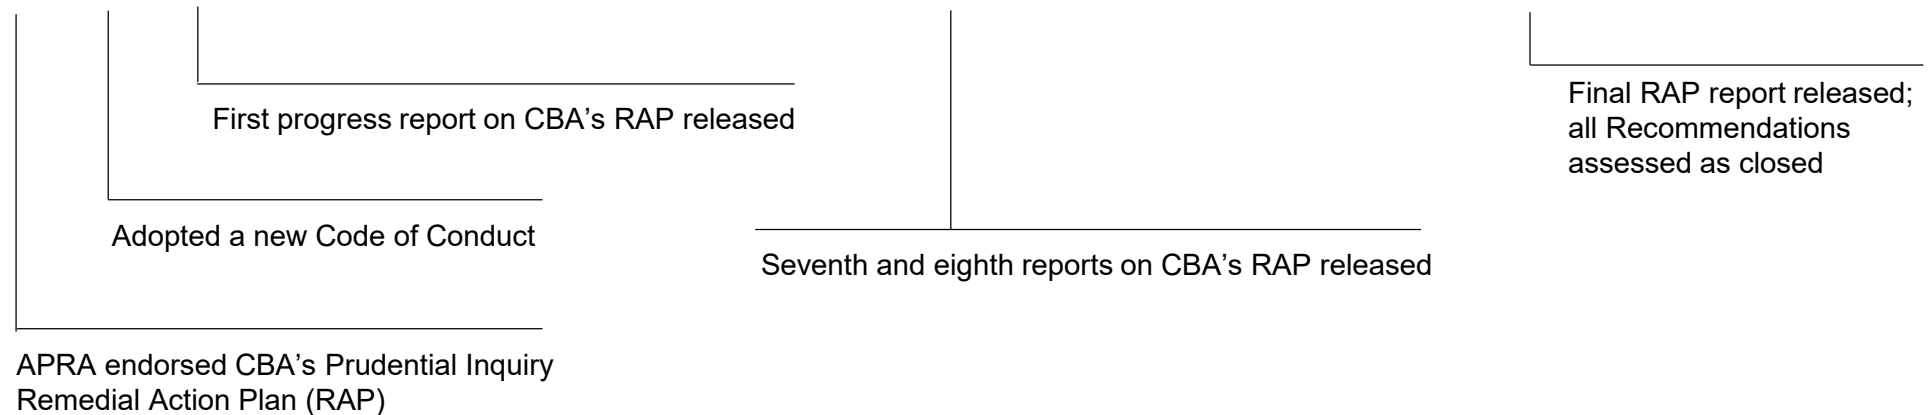 First progress report on CBA’s RAP released
Adopted a new Code of Conduct
APRA endorsed CBA’s Prudential Inquiry
Remedial Action Plan (RAP)
Seventh and eighth reports on CBA’s RAP released
Final RAP report released;
all Recommendations
assessed as closed